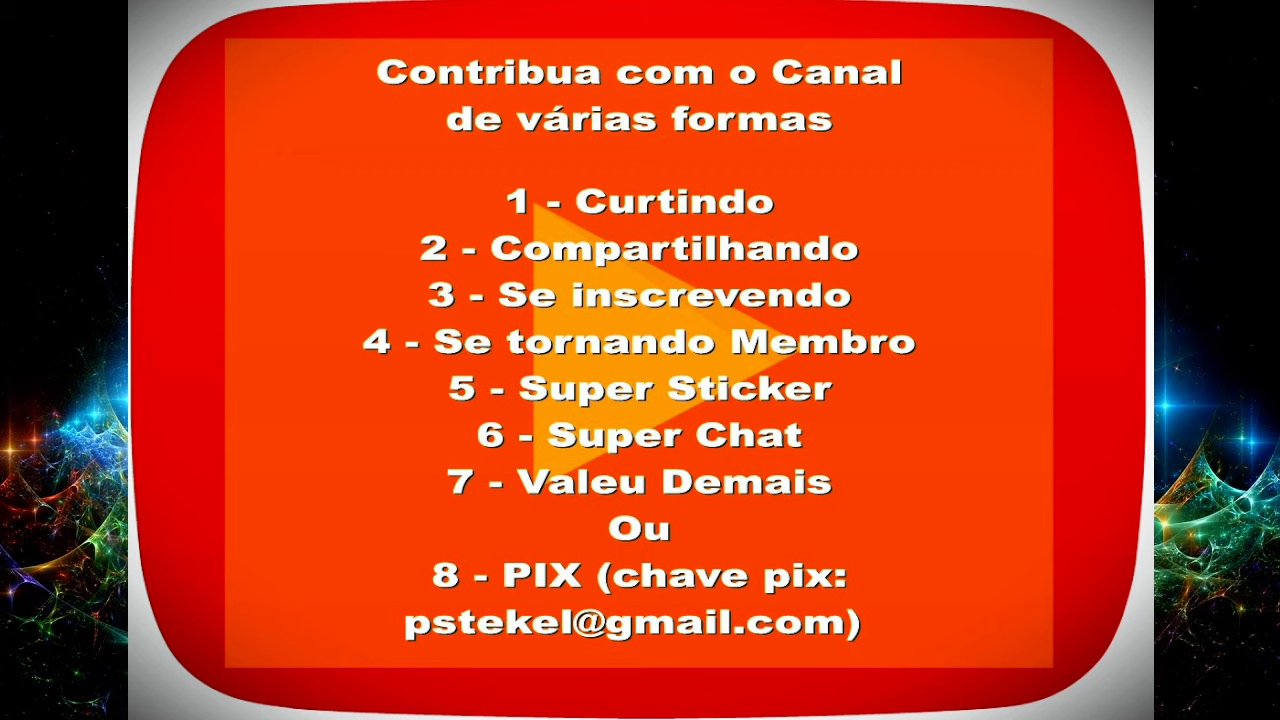 Contribua com o Canal
de várias formas
1 - Curtindo
2 - Compartilhando
3 - Se inscrevendo
4 - Se tornando Membro
5 - Super Sticker
6 - Super Chat
7 - Valeu Demais
Ou
8 - PIX (chave pix:
pstekel@gmail.com)